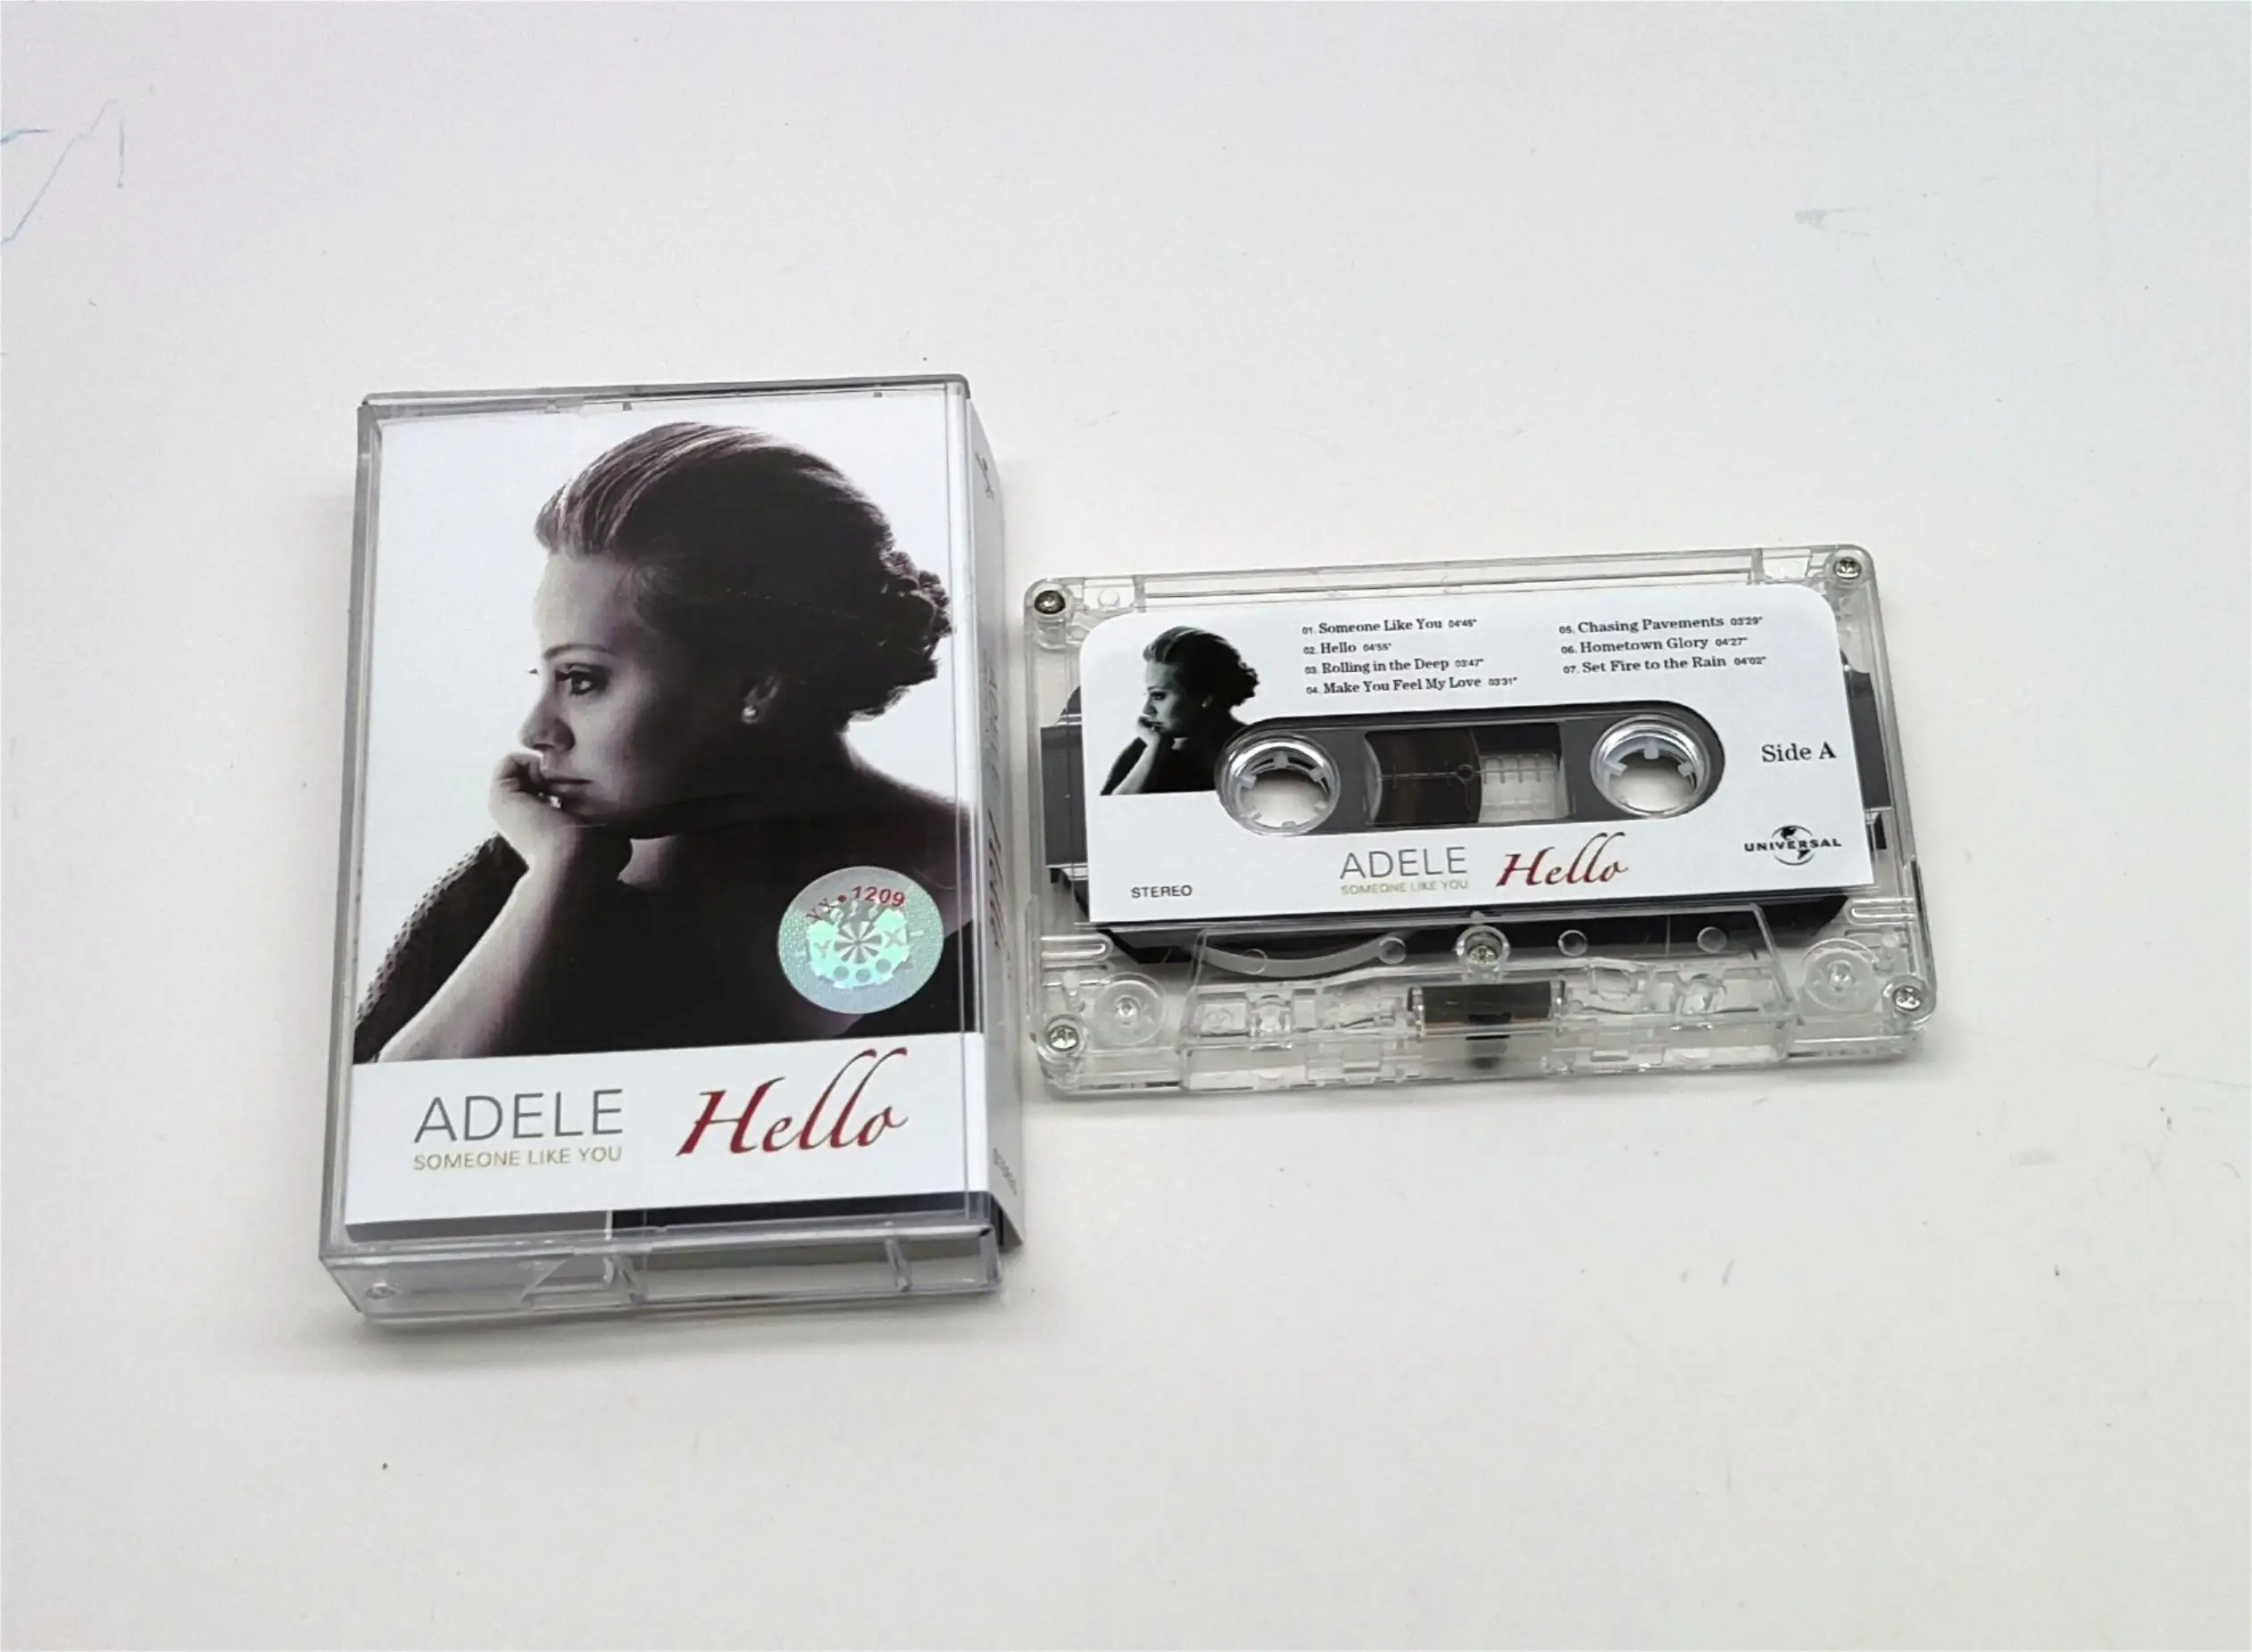 YX●1209
Y X
ADELE Hello
SOMEONE LIKE YOU
01. Someone Like You 04'45"
02. Hello 04'55"
03. Rolling in the Deep 03'47"
04. Make You Feel My Love 03'31"
05. Chasing Pavements 03'29"
06. Hometown Glory 04'27"
07. Set Fire to the Rain 04'02"
Side A
UNIVERSAL
STEREO
ADELE Hello
SOMEONE LIKE YOU